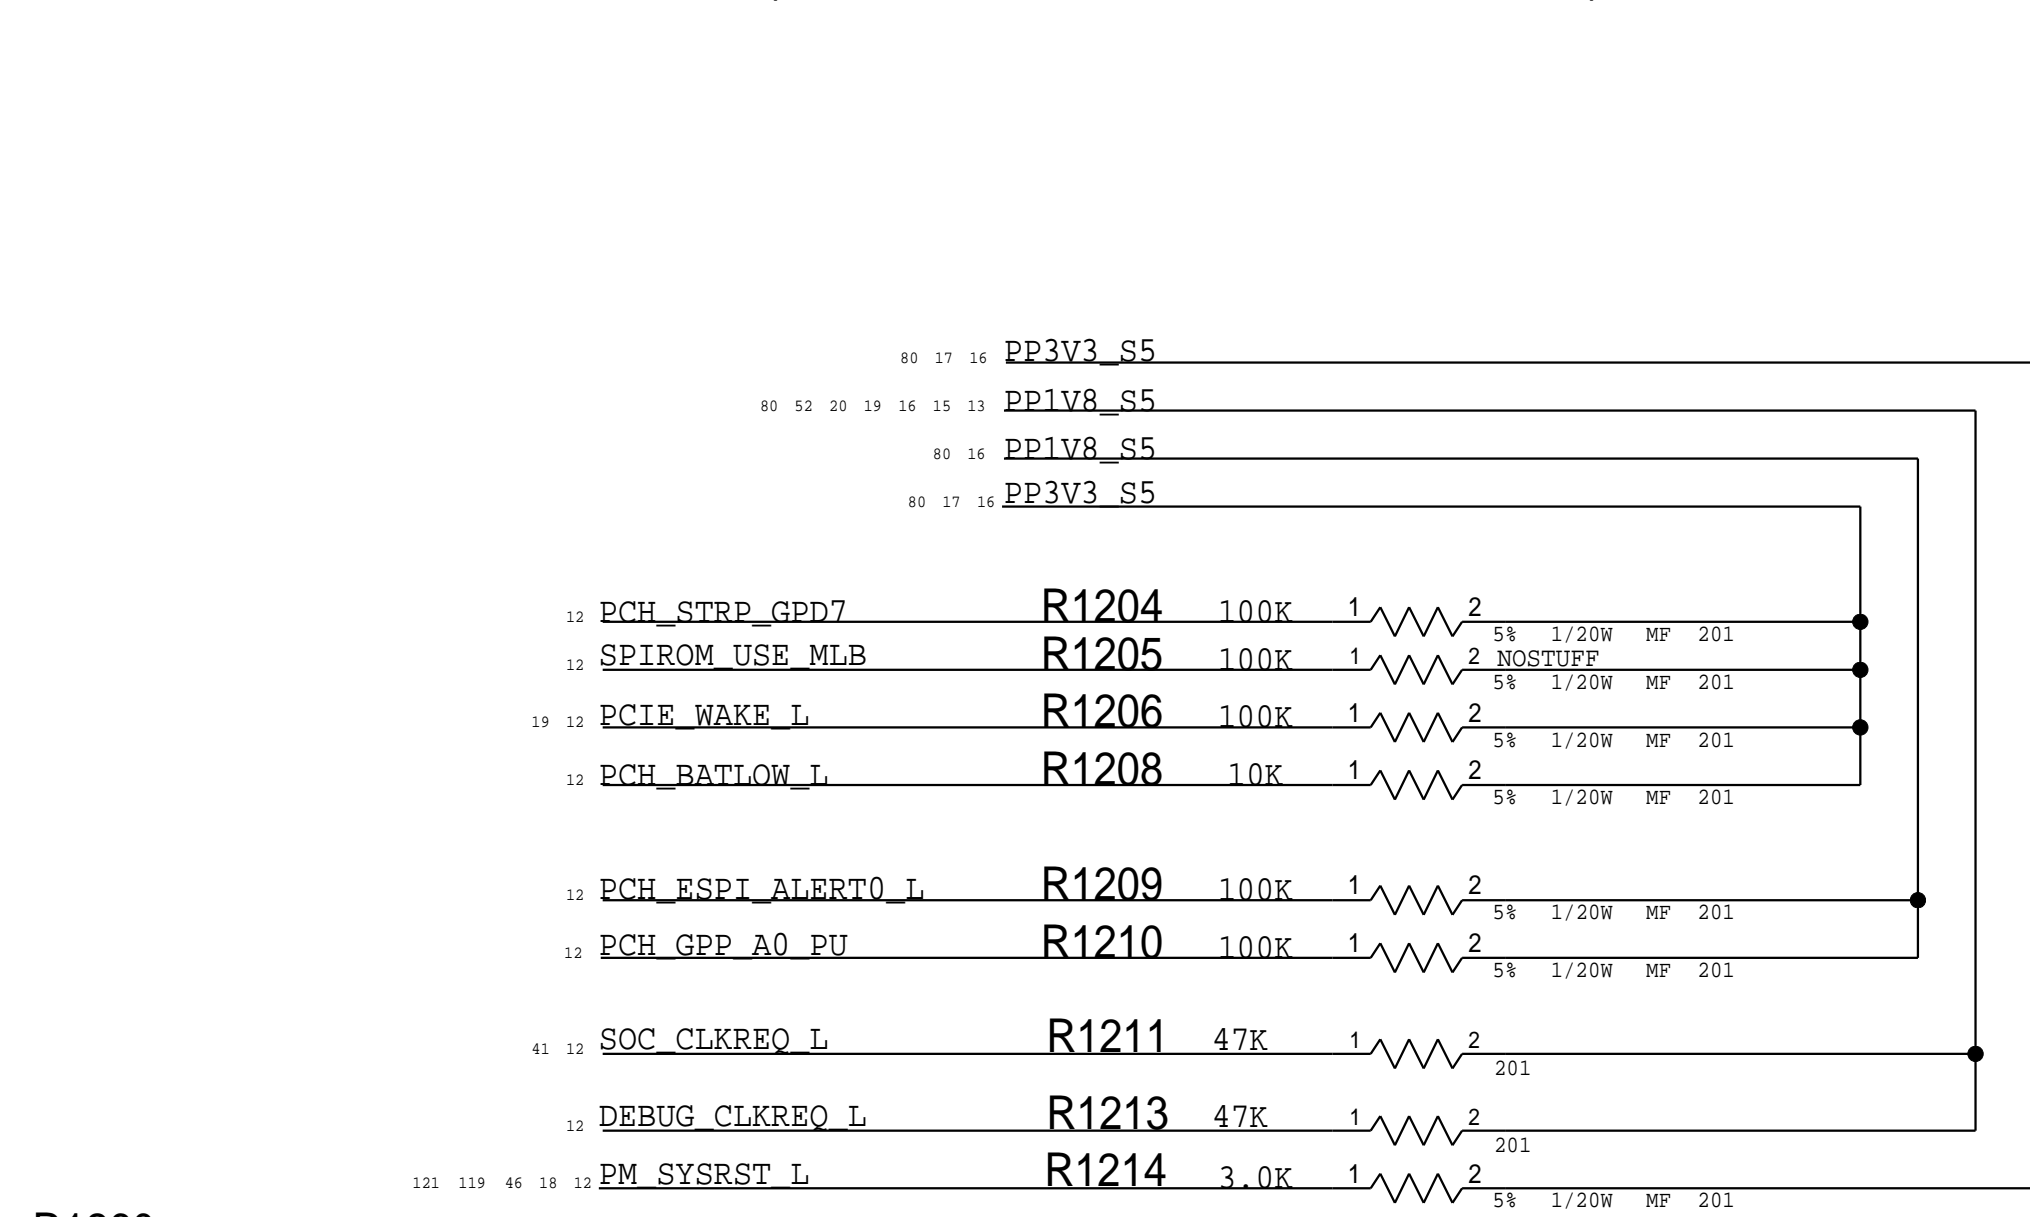 80 17 16 PP3V3_S5
80 52 20 19 16 15 13 PP1V8_S5
80 16 PP1V8_S5
80 17 16 PP3V3_S5
12 PCH_STRP_GPD7 R1204 100K 1 2
5% 1/20W MF 201
12 SPIROM_USE_MLB R1205 100K 1 2 NOSTUFF
5% 1/20W MF 201
19 12 PCIE_WAKE_L R1206 100K 1 2
5% 1/20W MF 201
12 PCH_BATLOW_L R1208 10K 1 2
5% 1/20W MF 201
12 PCH_ESPI_ALERT0_L R1209 100K 1 2
5% 1/20W MF 201
12 PCH_GPP_A0_PU R1210 100K 1 2
5% 1/20W MF 201
41 12 SOC_CLKREQ_L R1211 47K 1 2
201
12 DEBUG_CLKREQ_L R1213 47K 1 2
201
121 119 46 18 12 PM_SYSRST_L R1214 3.0K 1 2
5% 1/20W MF 201